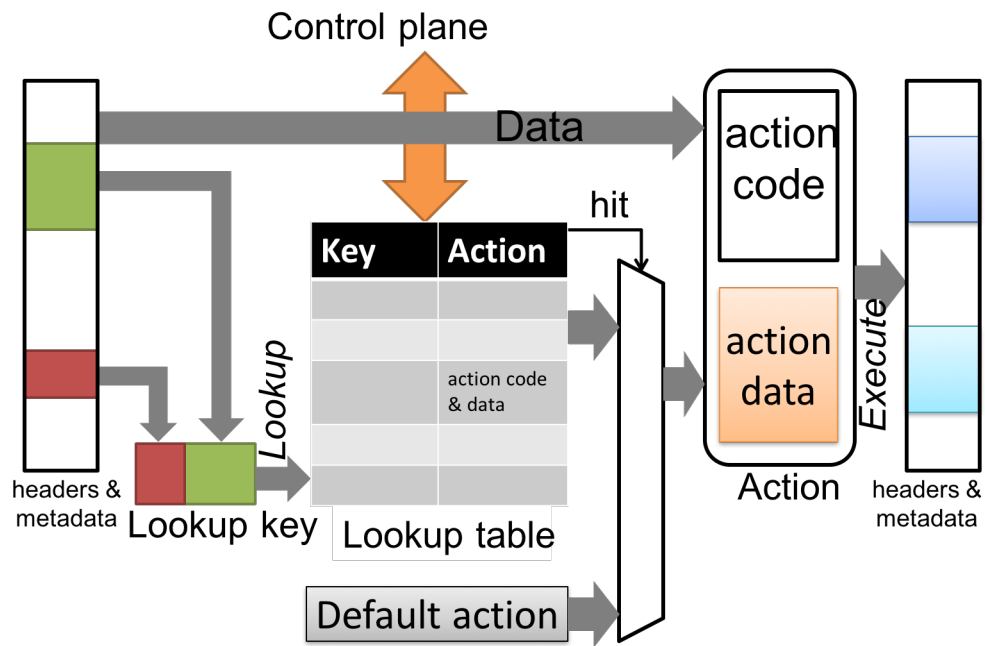 Control plane
Data
action
code
hit
Key Action
action code
& data
Lookup
action
data
Execute
headers &
metadata
Lookup key
Lookup table
Action
headers &
metadata
Default action